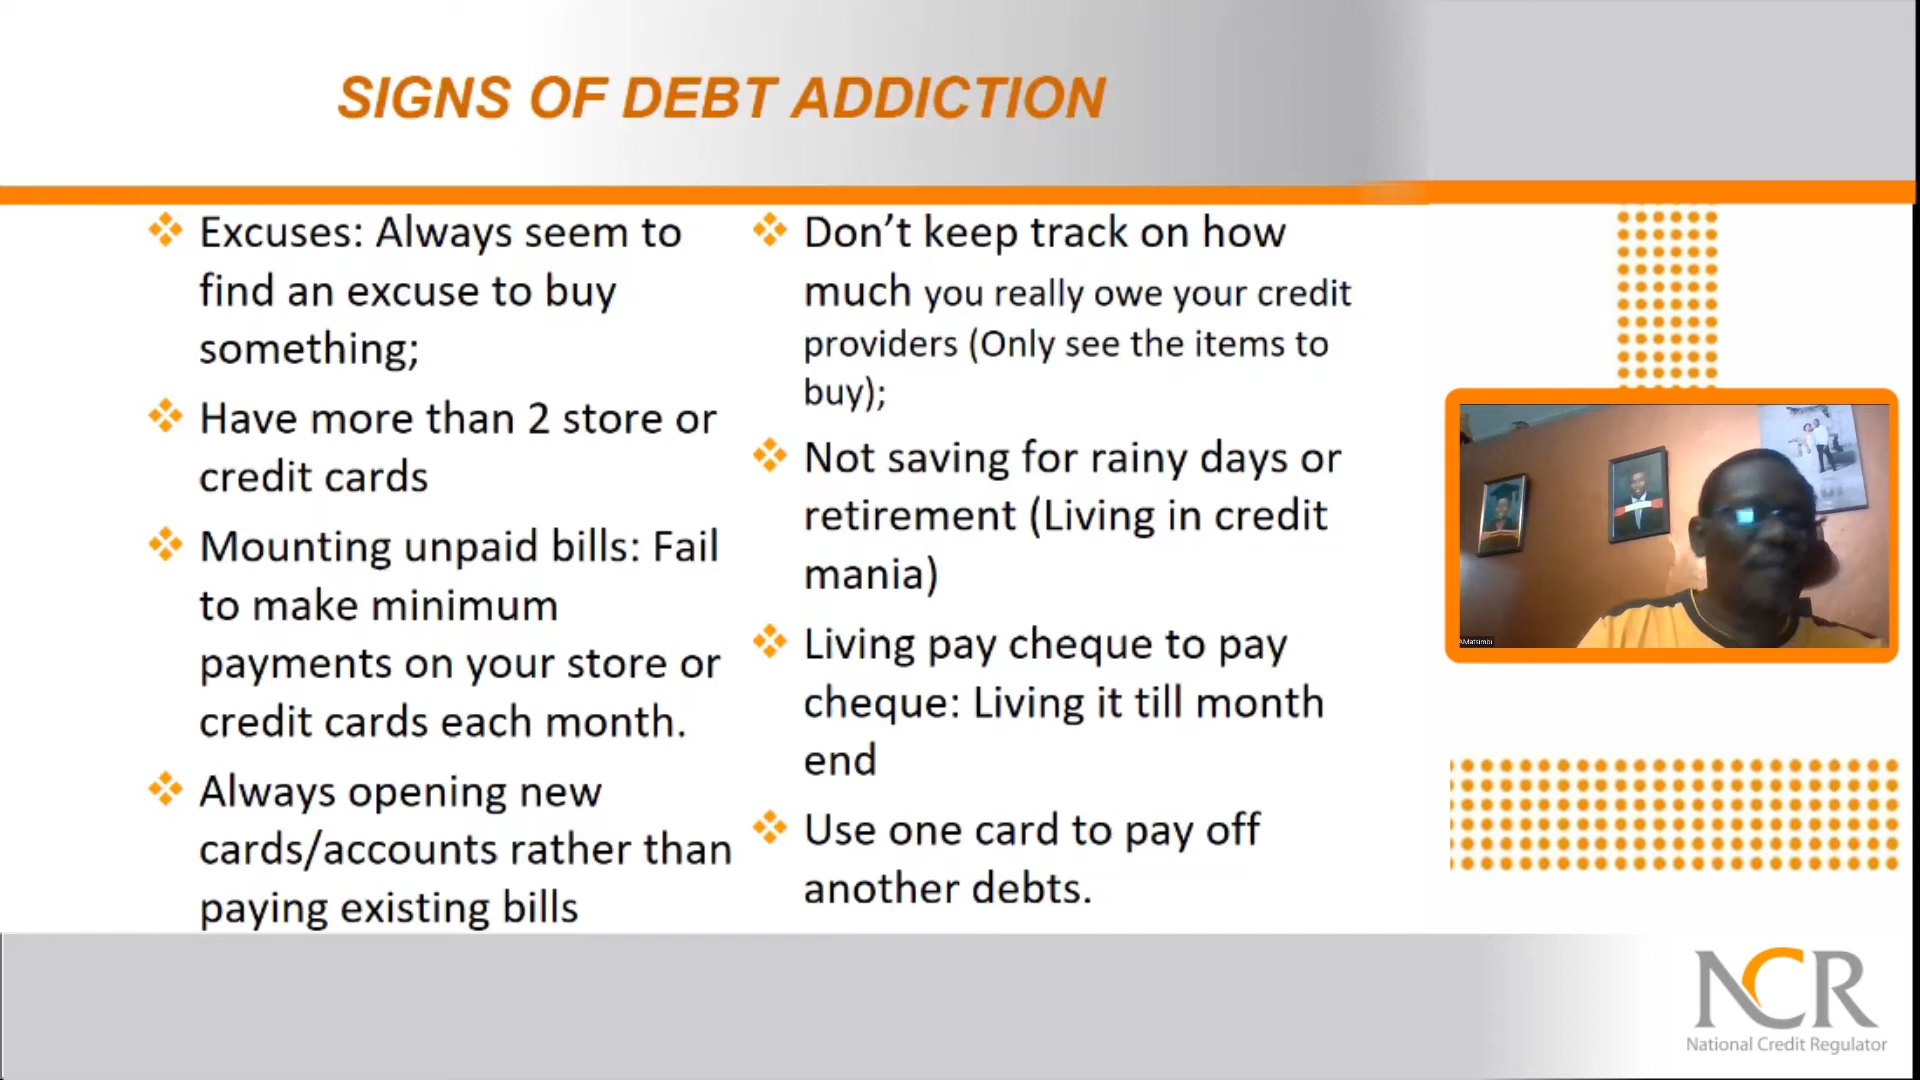 SIGNS OF DEBT ADDICTION
Excuses: Always seem to
find an excuse to buy
something;
Have more than 2 store or
credit cards
Mounting unpaid bills: Fail
to make minimum
payments on your store or
credit cards each month.
Always opening new
cards/accounts rather than
paying existing bills
Don’t keep track on how
much you really owe your credit
providers (Only see the items to
buy);
Not saving for rainy days or
retirement (Living in credit
mania)
Living pay cheque to pay
cheque: Living it till month
end
Use one card to pay off
another debts.
AMatsimbi
NCR
National Credit Regulator